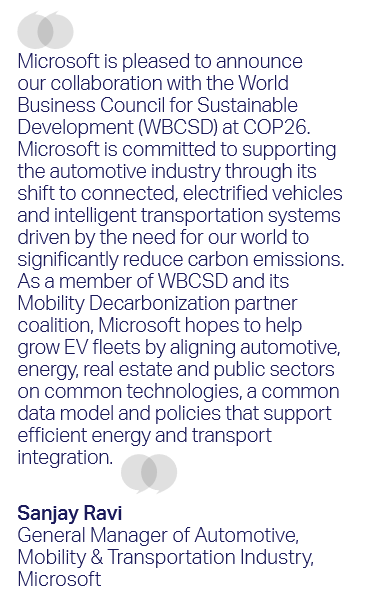 Microsoft is pleased to announce
our collaboration with the World
Business Council for Sustainable
Development (WBCSD) at COP26.
Microsoft is committed to supporting
the automotive industry through its
shift to connected, electrified vehicles
and intelligent transportation systems
driven by the need for our world to
significantly reduce carbon emissions.
As a member of WBCSD and its
Mobility Decarbonization partner
coalition, Microsoft hopes to help
grow EV fleets by aligning automotive,
energy, real estate and public sectors
on common technologies, a common
data model and policies that support
efficient energy and transport
integration.
Sanjay Ravi
General Manager of Automotive,
Mobility & Transportation Industry,
Microsoft